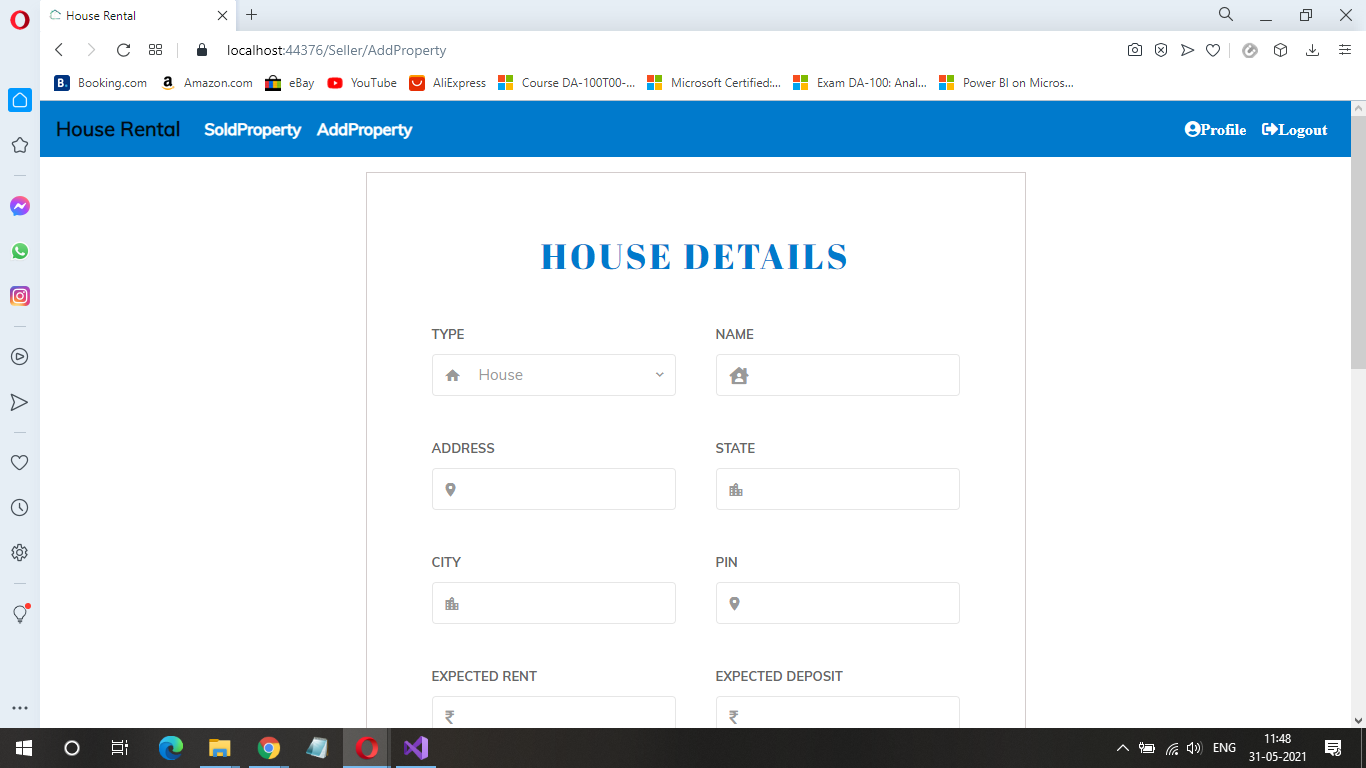 House Rental
localhost:44376/Seller/AddProperty
B. Booking.com a Amazon.com eBay YouTube AliExpress Course DA-100T00-... Microsoft Certified:... Exam DA-100: Anal... Power BI on Micros...
House Rental SoldProperty AddProperty Profile Logout
HOUSE DETAILS
TYPE NAME
House
ADDRESS STATE
CITY PIN
EXPECTED RENT EXPECTED DEPOSIT
₹ ₹
ENG 11:48
31-05-2021